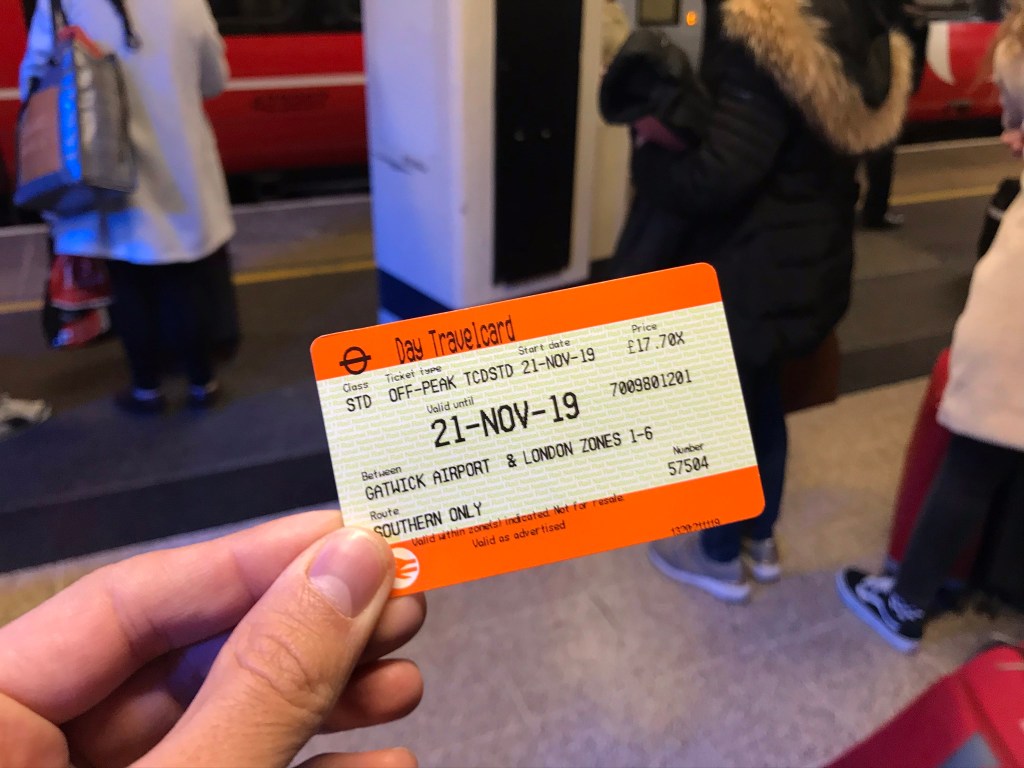 Day Travelcard
Class Ticket type Start date Price
STD OFF-PEAK TCDSTD 21-NOV-19 £17.70X
Valid until
21-NOV-19 7009801201
Between
GATWICK AIRPORT & LONDON ZONES 1-6
Route Number
SOUTHERN ONLY 57504
Valid within zone(s) indicated Not for resale
Valid as advertised
1320211119